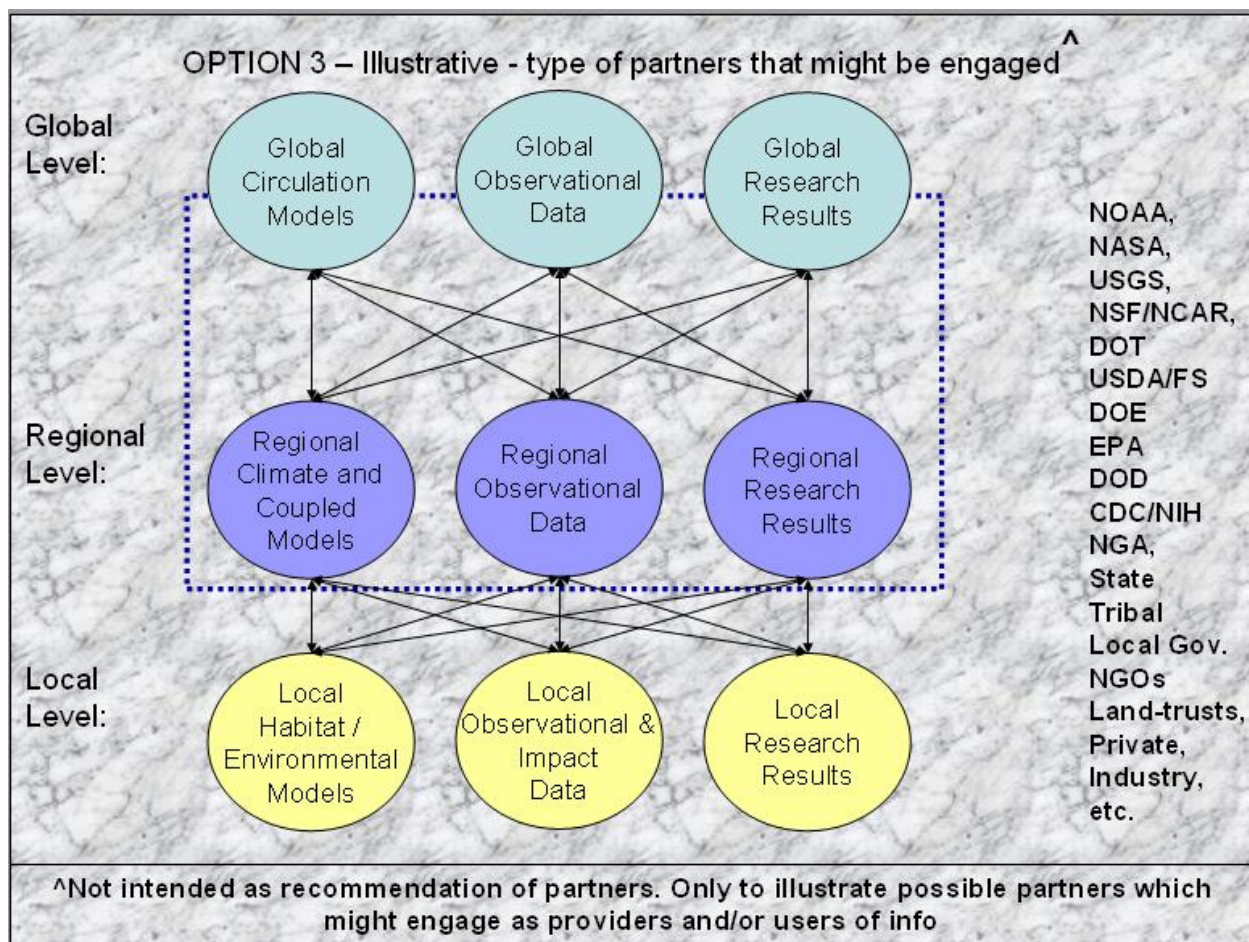 OPTION 3 – Illustrative - type of partners that might be engaged^
Global
Level:
Global
Circulation
Models
Global
Observational
Data
Global
Research
Results
Regional
Level:
Regional
Climate and
Coupled
Models
Regional
Observational
Data
Regional
Research
Results
Local
Level:
Local
Habitat /
Environmental
Models
Local
Observational &
Impact
Data
Local
Research
Results
NOAA,
NASA,
USGS,
NSF/NCAR,
DOT
USDA/FS
DOE
EPA
DOD
CDC/NIH
NGA,
State
Tribal
Local Gov.
NGOs
Land-trusts,
Private,
Industry,
etc.
^Not intended as recommendation of partners. Only to illustrate possible partners which
might engage as providers and/or users of info